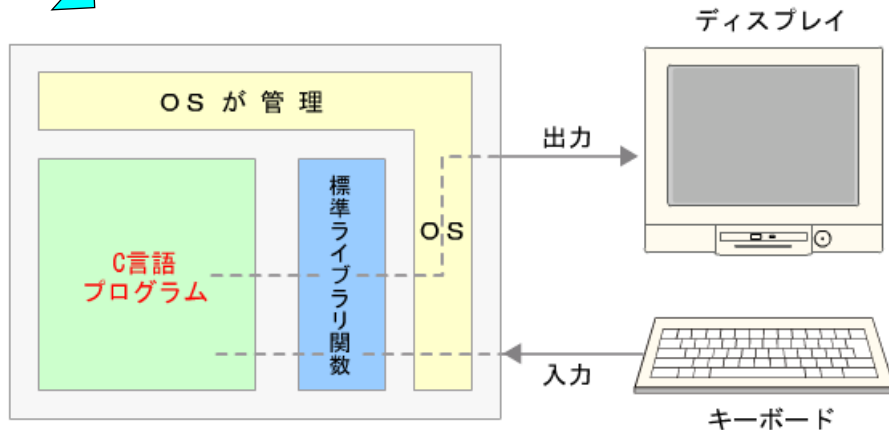 ディスプレイ
OS が 管 理
出力
標準ライブラリ関数
OS
C言語
プログラム
入力
キーボード